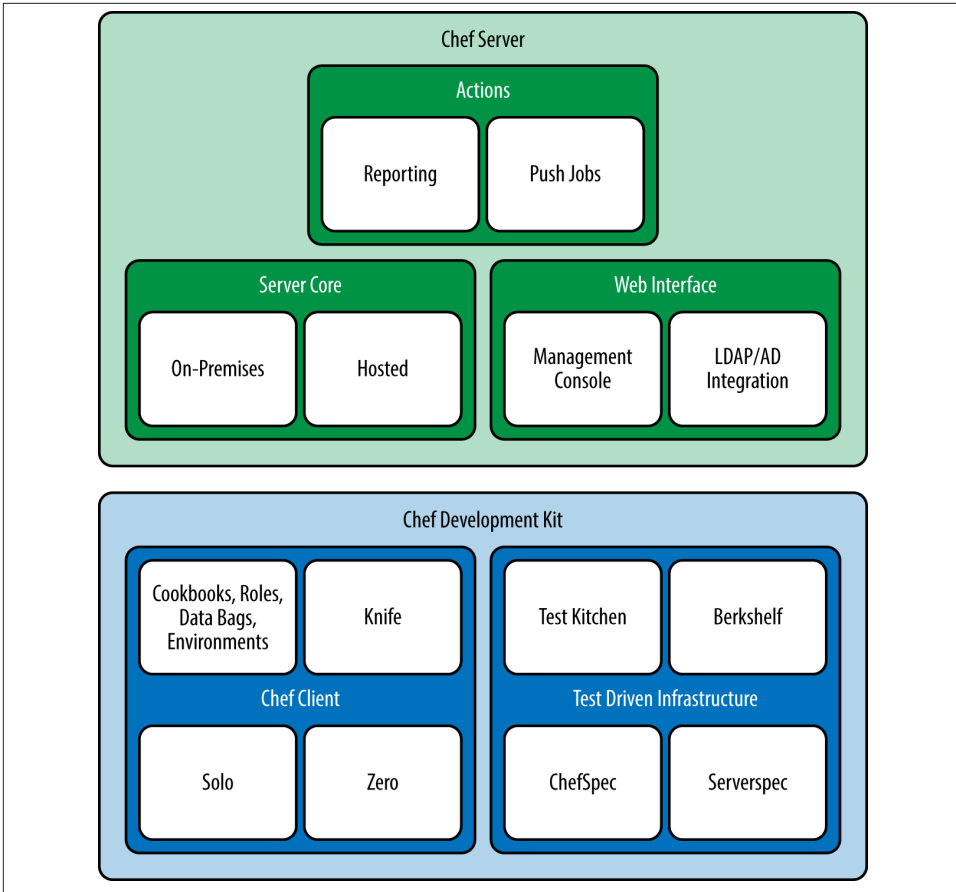 Chef Server
Actions
Reporting
Push Jobs
Server Core
On-Premises
Hosted
Web Interface
Management
Console
LDAP/AD
Integration
Chef Development Kit
Cookbooks, Roles,
Data Bags,
Environments
Knife
Chef Client
Solo
Zero
Test Kitchen
Berkshelf
Test Driven Infrastructure
ChefSpec
Serverspec